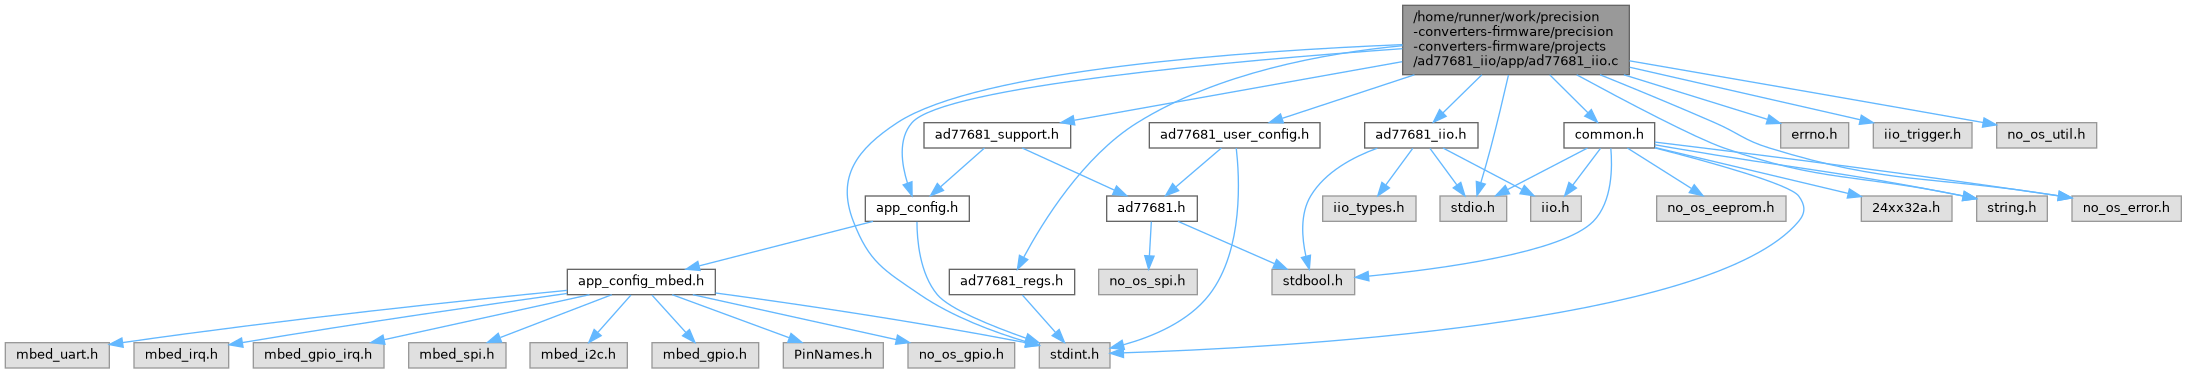 /home/runner/work/precision
-converters-firmware/precision
-converters-firmware/projects
/ad77681_iio/app/ad77681_iio.c
ad77681_support.h
ad77681_user_config.h
ad77681_iio.h
common.h
errno.h
iio_trigger.h
no_os_util.h
app_config.h
ad77681.h
iio_types.h
stdio.h
iio.h
no_os_eeprom.h
24xx32a.h
string.h
no_os_error.h
app_config_mbed.h
ad77681_regs.h
no_os_spi.h
stdbool.h
mbed_uart.h
mbed_irq.h
mbed_gpio_irq.h
mbed_spi.h
mbed_i2c.h
mbed_gpio.h
PinNames.h
no_os_gpio.h
stdint.h